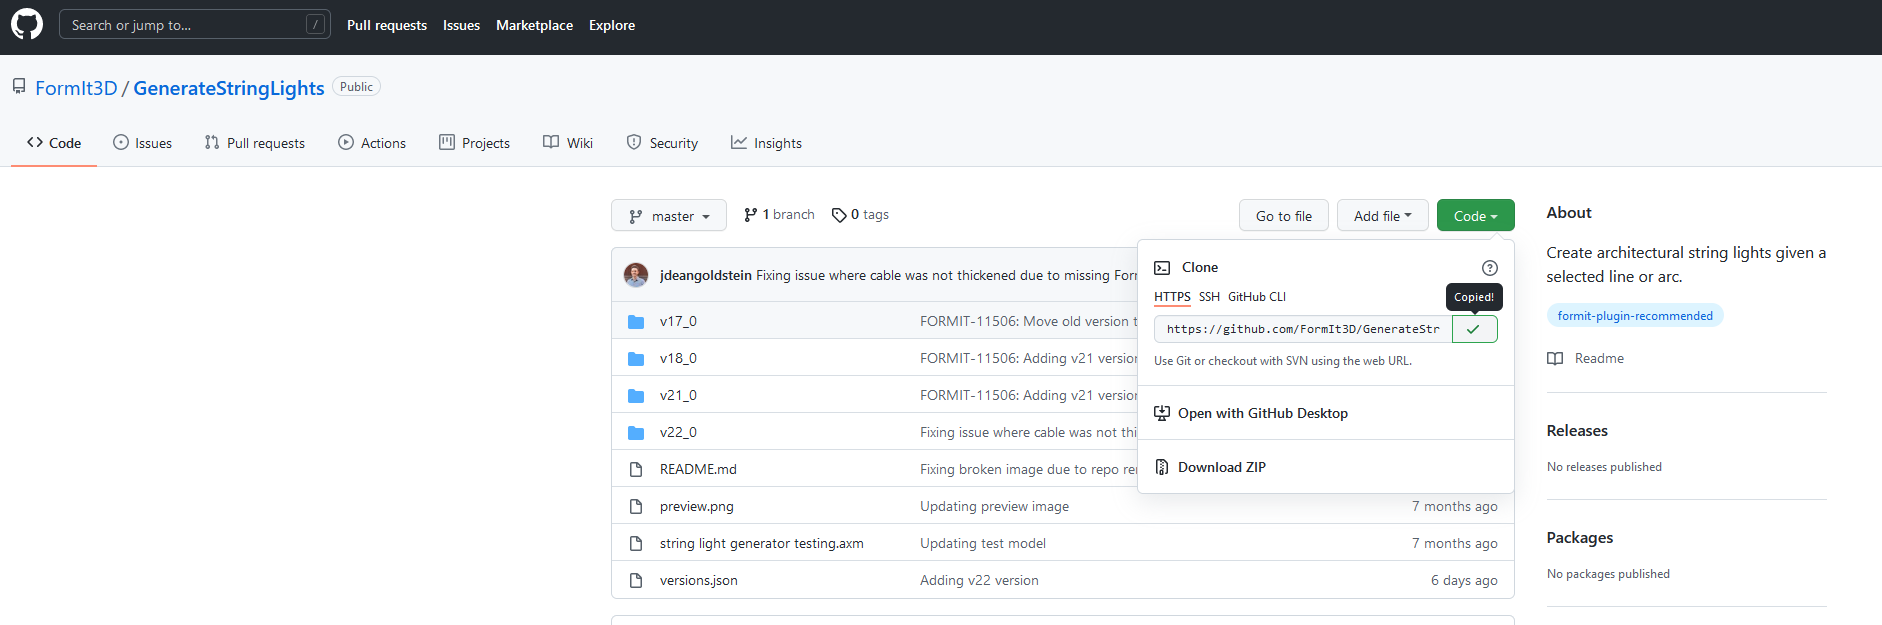 Search or jump to... /
Pull requests Issues Marketplace Explore
FormIt3D / GenerateStringLights Public
Code Issues Pull requests Actions Projects Wiki Security Insights
master 1 branch 0 tags Go to file Add file Code
jdeangoldstein Fixing issue where cable was not thickened due to missing For
v17_0 FORMIT-11506: Move old version t
v18_0 FORMIT-11506: Adding v21 version
v21_0 FORMIT-11506: Adding v21 version
v22_0 Fixing issue where cable was not thi
README.md Fixing broken image due to repo re
preview.png Updating preview image 7 months ago
string light generator testing.axm Updating test model 7 months ago
versions.json Adding v22 version 6 days ago
Clone
HTTPS SSH GitHub CLI
Copied!
https://github.com/FormIt3D/GenerateStr
Use Git or checkout with SVN using the web URL.
Open with GitHub Desktop
Download ZIP
About
Create architectural string lights given a
selected line or arc.
formit-plugin-recommended
Readme
Releases
No releases published
Packages
No packages published